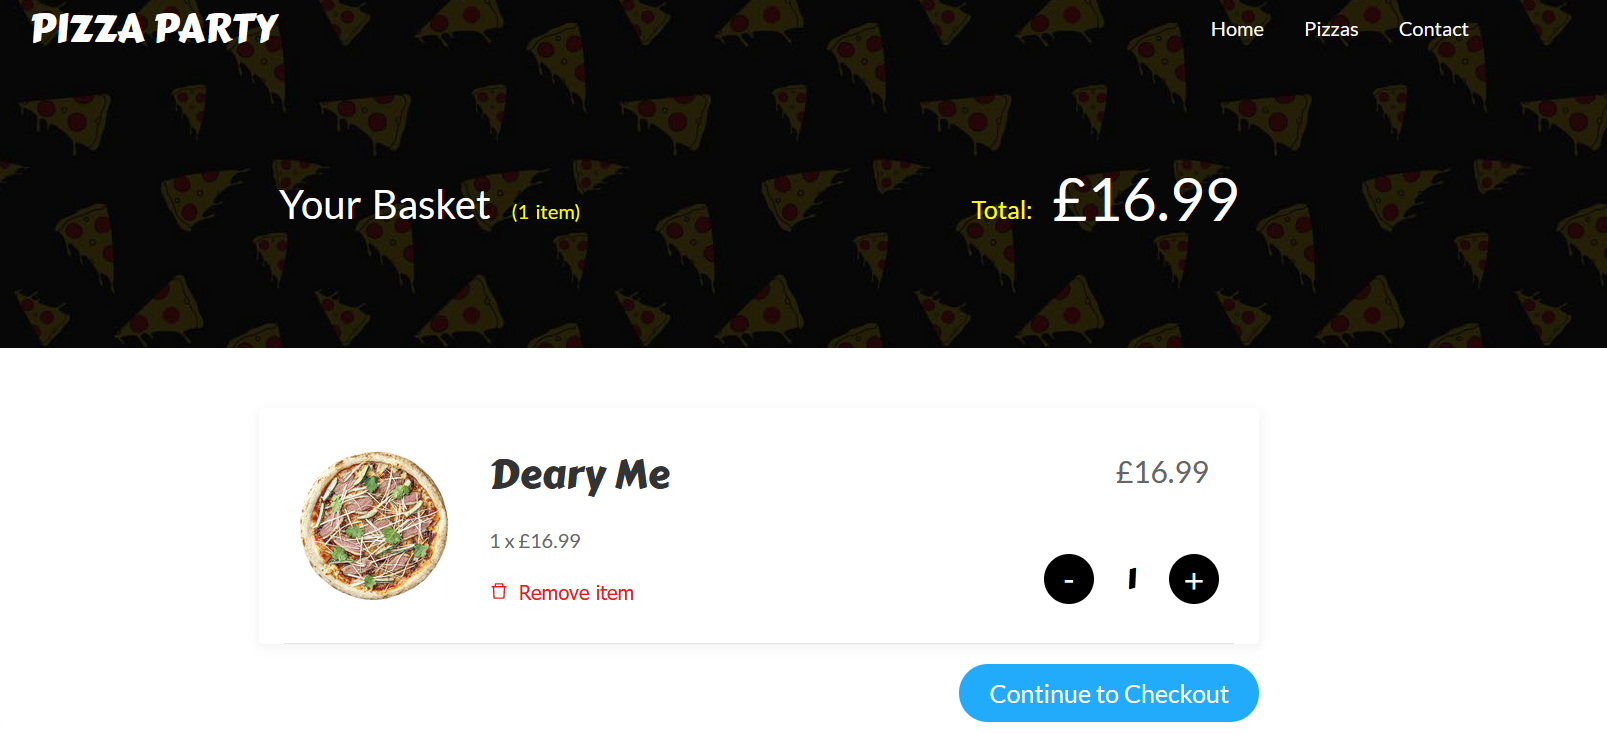 PIZZA PARTY
Home Pizzas Contact
Your Basket (1 item)
Total: £16.99
Deary Me
£16.99
1 x £16.99
Remove item
- 1 +
Continue to Checkout